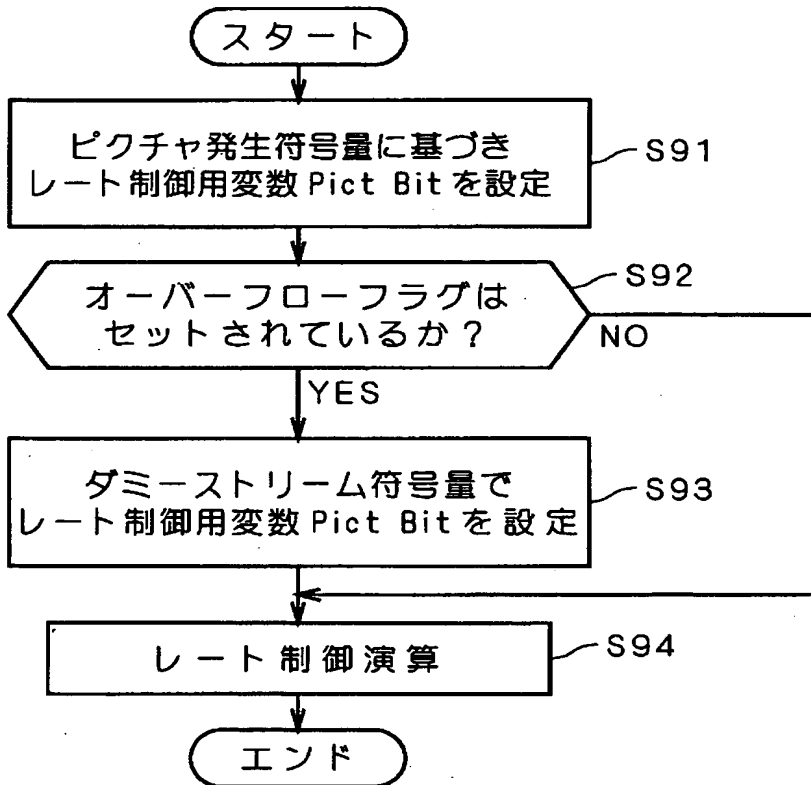 スタート
ピクチャ発生符号量に基づき
レート制御用変数 Pict Bit を設定
S91
オーバーフローフラグは
セットされているか？
S92
NO
YES
ダミーストリーム符号量で
レート制御用変数 Pict Bit を設定
S93
レート制御演算
S94
エンド